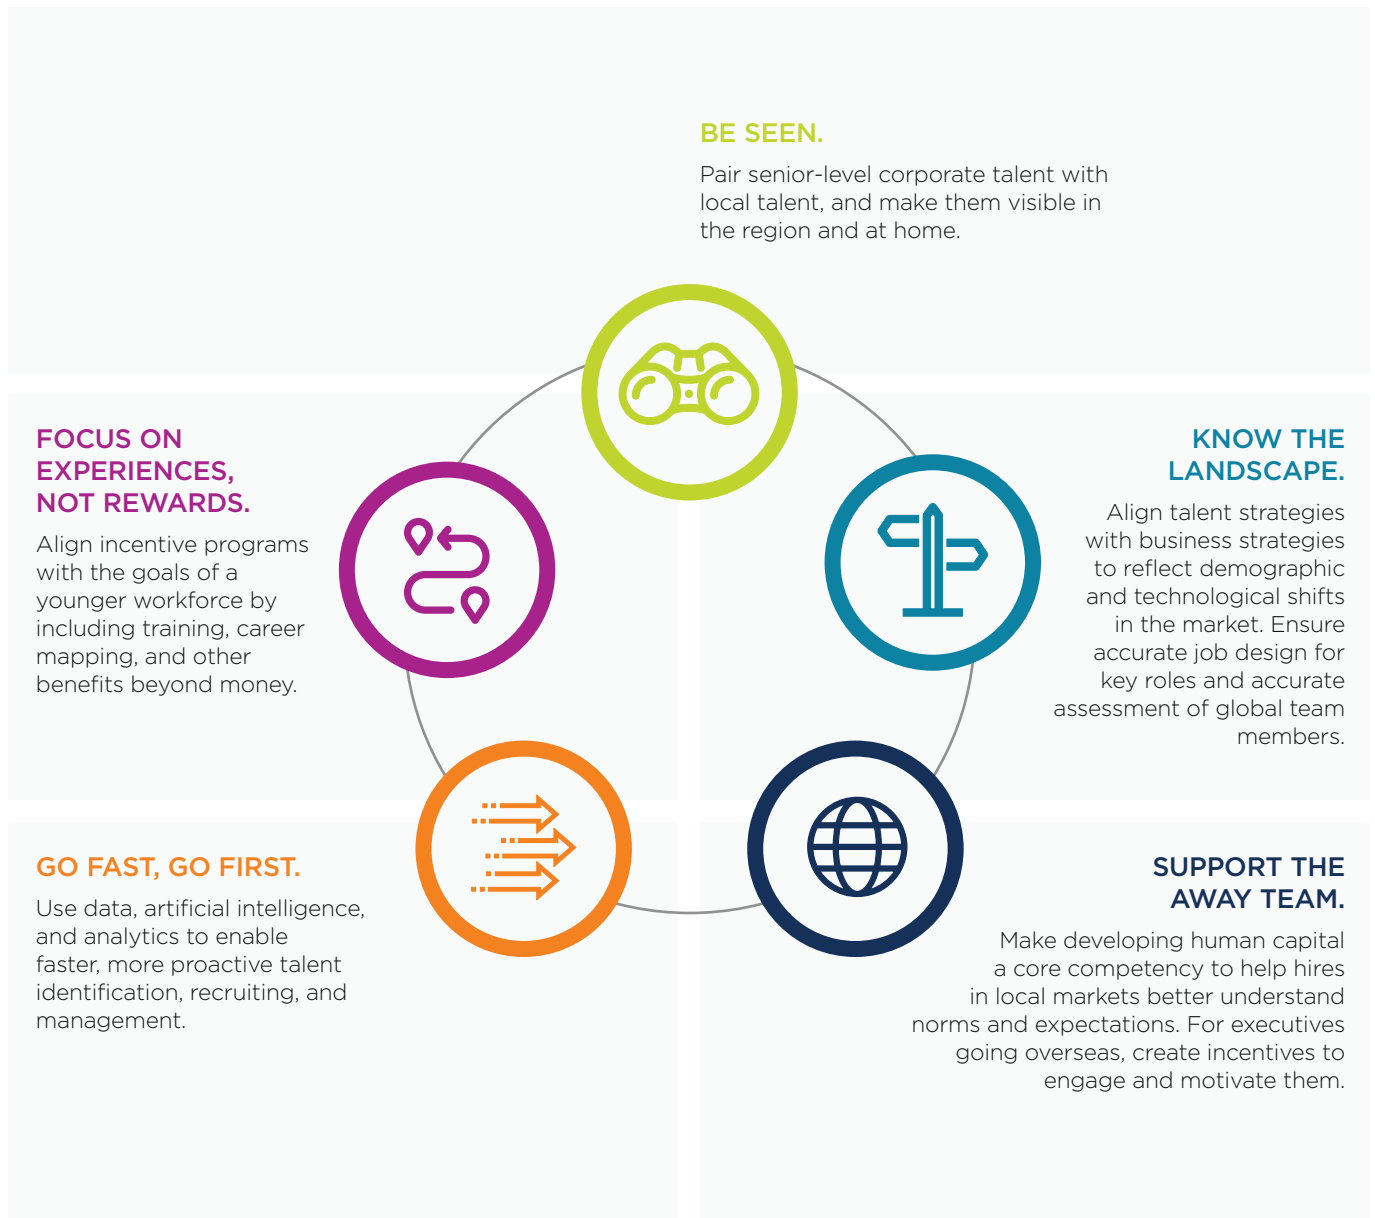 BE SEEN.
Pair senior-level corporate talent with
local talent, and make them visible in
the region and at home.
FOCUS ON
EXPERIENCES,
NOT REWARDS.
Align incentive programs
with the goals of a
younger workforce by
including training, career
mapping, and other
benefits beyond money.
KNOW THE
LANDSCAPE.
Align talent strategies
with business strategies
to reflect demographic
and technological shifts
in the market. Ensure
accurate job design for
key roles and accurate
assessment of global team
members.
GO FAST, GO FIRST.
Use data, artificial intelligence,
and analytics to enable
faster, more proactive talent
identification, recruiting, and
management.
SUPPORT THE
AWAY TEAM.
Make developing human capital
a core competency to help hires
in local markets better understand
norms and expectations. For executives
going overseas, create incentives to
engage and motivate them.